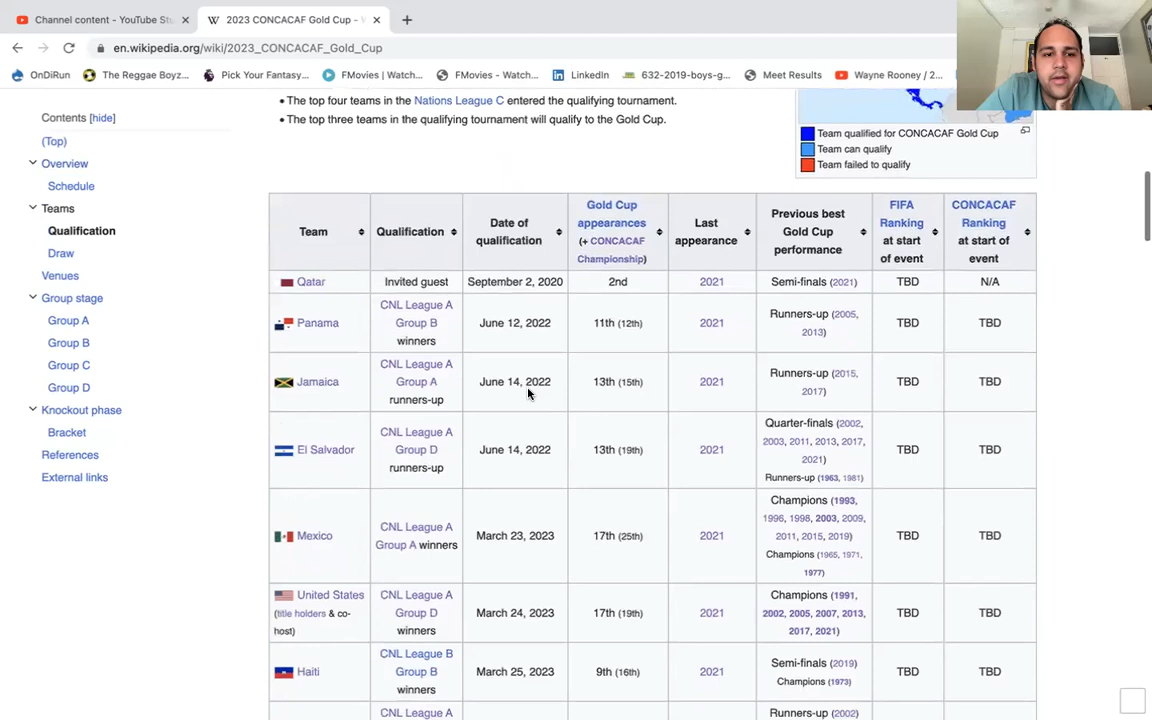 Channel content - YouTube Stu
2023 CONCACAF Gold Cup - W
en.wikipedia.org/wiki/2023_CONCACAF_Gold_Cup
OnDiRun
The Reggae Boyz...
Pick Your Fantasy...
FMovies | Watch...
FMovies - Watch...
LinkedIn
632-2019-boys-g...
Meet Results
Wayne Rooney / 2...
Contents [hide]
(Top)
Overview
Schedule
Teams
Qualification
Draw
Venues
Group stage
Group A
Group B
Group C
Group D
Knockout phase
Bracket
References
External links
• The top four teams in the Nations League C entered the qualifying tournament.
• The top three teams in the qualifying tournament will qualify to the Gold Cup.
Team qualified for CONCACAF Gold Cup
Team can qualify
Team failed to qualify
Team
Qualification
Date of
qualification
Gold Cup
appearances
(+ CONCACAF
Championship)
Last
appearance
Previous best
Gold Cup
performance
FIFA
Ranking
at start
of event
CONCACAF
Ranking
at start of
event
Qatar
Invited guest
September 2, 2020
2nd
2021
Semi-finals (2021)
TBD
N/A
Panama
CNL League A
Group B
winners
June 12, 2022
11th (12th)
2021
Runners-up (2005,
2013)
TBD
TBD
Jamaica
CNL League A
Group A
runners-up
June 14, 2022
13th (15th)
2021
Runners-up (2015,
2017)
TBD
TBD
El Salvador
CNL League A
Group D
runners-up
June 14, 2022
13th (19th)
2021
Quarter-finals (2002,
2003, 2011, 2013, 2017,
2021)
Runners-up (1963, 1981)
TBD
TBD
Mexico
CNL League A
Group A winners
March 23, 2023
17th (25th)
2021
Champions (1993,
1996, 1998, 2003, 2009,
2011, 2015, 2019)
Champions (1965, 1971,
1977)
TBD
TBD
United States
(title holders & co-
host)
CNL League A
Group D
winners
March 24, 2023
17th (19th)
2021
Champions (1991,
2002, 2005, 2007, 2013,
2017, 2021)
TBD
TBD
Haiti
CNL League B
Group B
winners
March 25, 2023
9th (16th)
2021
Semi-finals (2019)
Champions (1973)
TBD
TBD
CNL League A
Runners-up (2002)